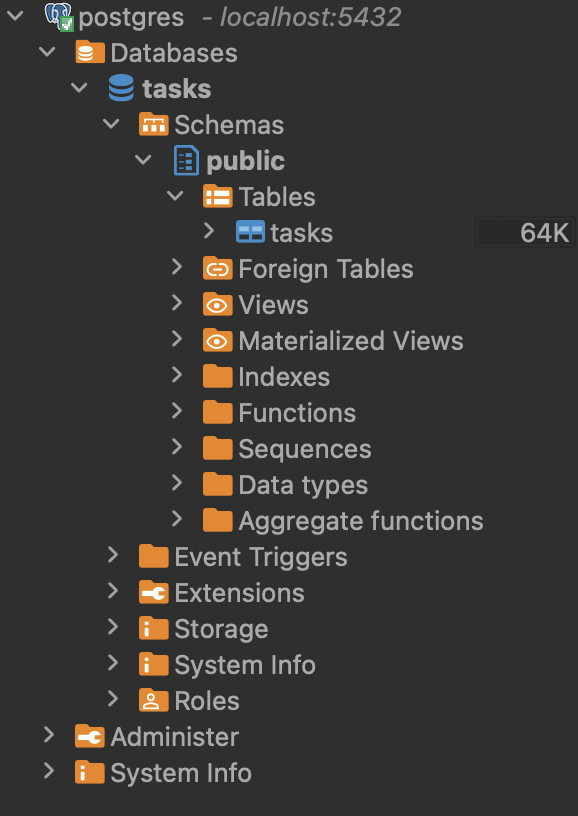 postgres - localhost:5432
Databases
tasks
Schemas
public
Tables
tasks 64K
Foreign Tables
Views
Materialized Views
Indexes
Functions
Sequences
Data types
Aggregate functions
Event Triggers
Extensions
Storage
System Info
Roles
Administer
System Info